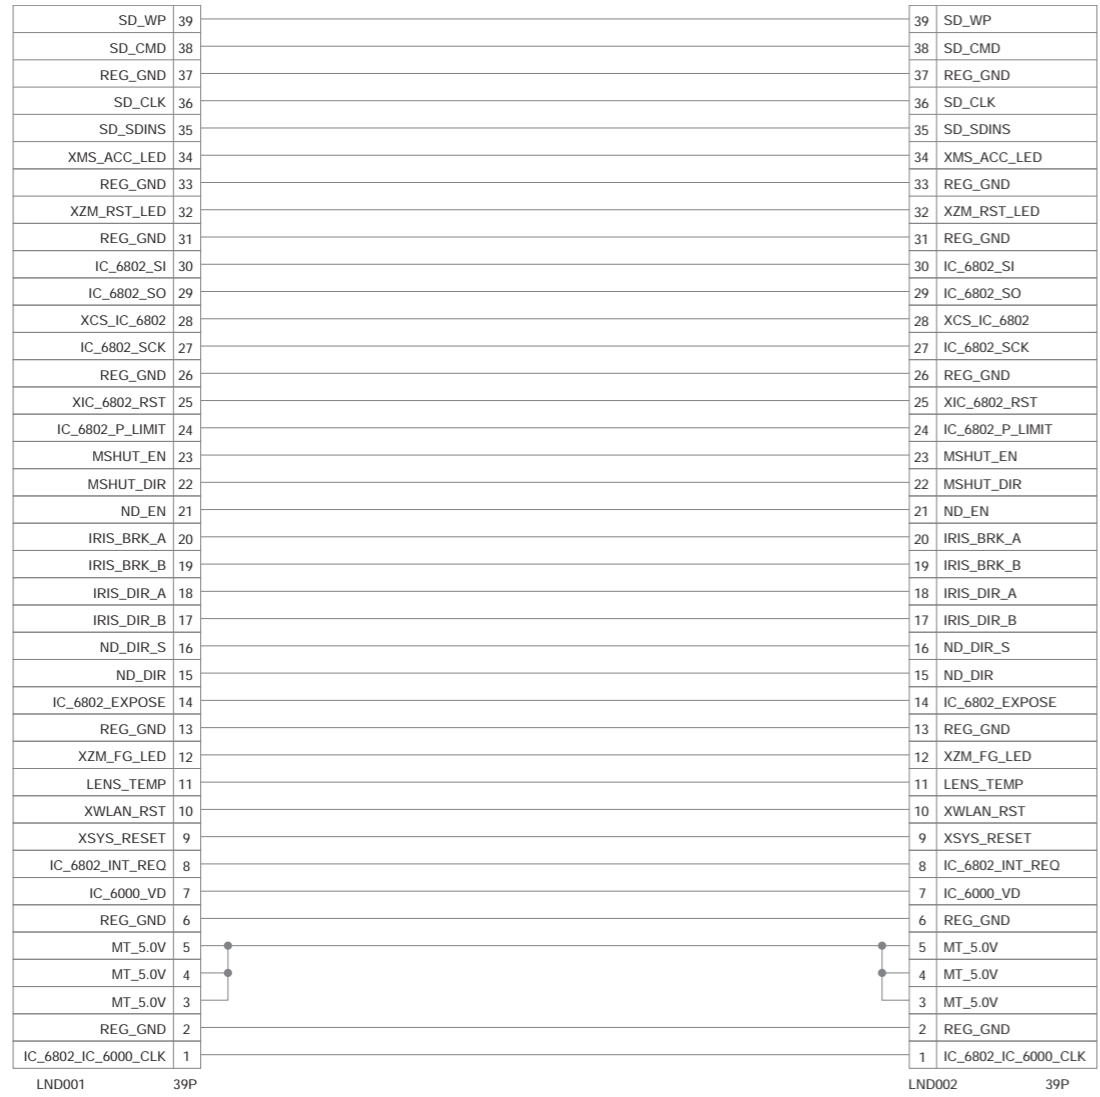 SD_WP 39 39 SD_WP
SD_CMD 38 38 SD_CMD
REG_GND 37 37 REG_GND
SD_CLK 36 36 SD_CLK
SD_SDINS 35 35 SD_SDINS
XMS_ACC_LED 34 34 XMS_ACC_LED
REG_GND 33 33 REG_GND
XZM_RST_LED 32 32 XZM_RST_LED
REG_GND 31 31 REG_GND
IC_6802_SI 30 30 IC_6802_SI
IC_6802_SO 29 29 IC_6802_SO
XCS_IC_6802 28 28 XCS_IC_6802
IC_6802_SCK 27 27 IC_6802_SCK
REG_GND 26 26 REG_GND
XIC_6802_RST 25 25 XIC_6802_RST
IC_6802_P_LIMIT 24 24 IC_6802_P_LIMIT
MSHUT_EN 23 23 MSHUT_EN
MSHUT_DIR 22 22 MSHUT_DIR
ND_EN 21 21 ND_EN
IRIS_BRK_A 20 20 IRIS_BRK_A
IRIS_BRK_B 19 19 IRIS_BRK_B
IRIS_DIR_A 18 18 IRIS_DIR_A
IRIS_DIR_B 17 17 IRIS_DIR_B
ND_DIR_S 16 16 ND_DIR_S
ND_DIR 15 15 ND_DIR
IC_6802_EXPOSE 14 14 IC_6802_EXPOSE
REG_GND 13 13 REG_GND
XZM_FG_LED 12 12 XZM_FG_LED
LENS_TEMP 11 11 LENS_TEMP
XWLAN_RST 10 10 XWLAN_RST
XSYS_RESET 9 9 XSYS_RESET
IC_6802_INT_REQ 8 8 IC_6802_INT_REQ
IC_6000_VD 7 7 IC_6000_VD
REG_GND 6 6 REG_GND
MT_5.0V 5 5 MT_5.0V
MT_5.0V 4 4 MT_5.0V
MT_5.0V 3 3 MT_5.0V
REG_GND 2 2 REG_GND
IC_6802_IC_6000_CLK 1 1 IC_6802_IC_6000_CLK
LND001 39P LND002 39P